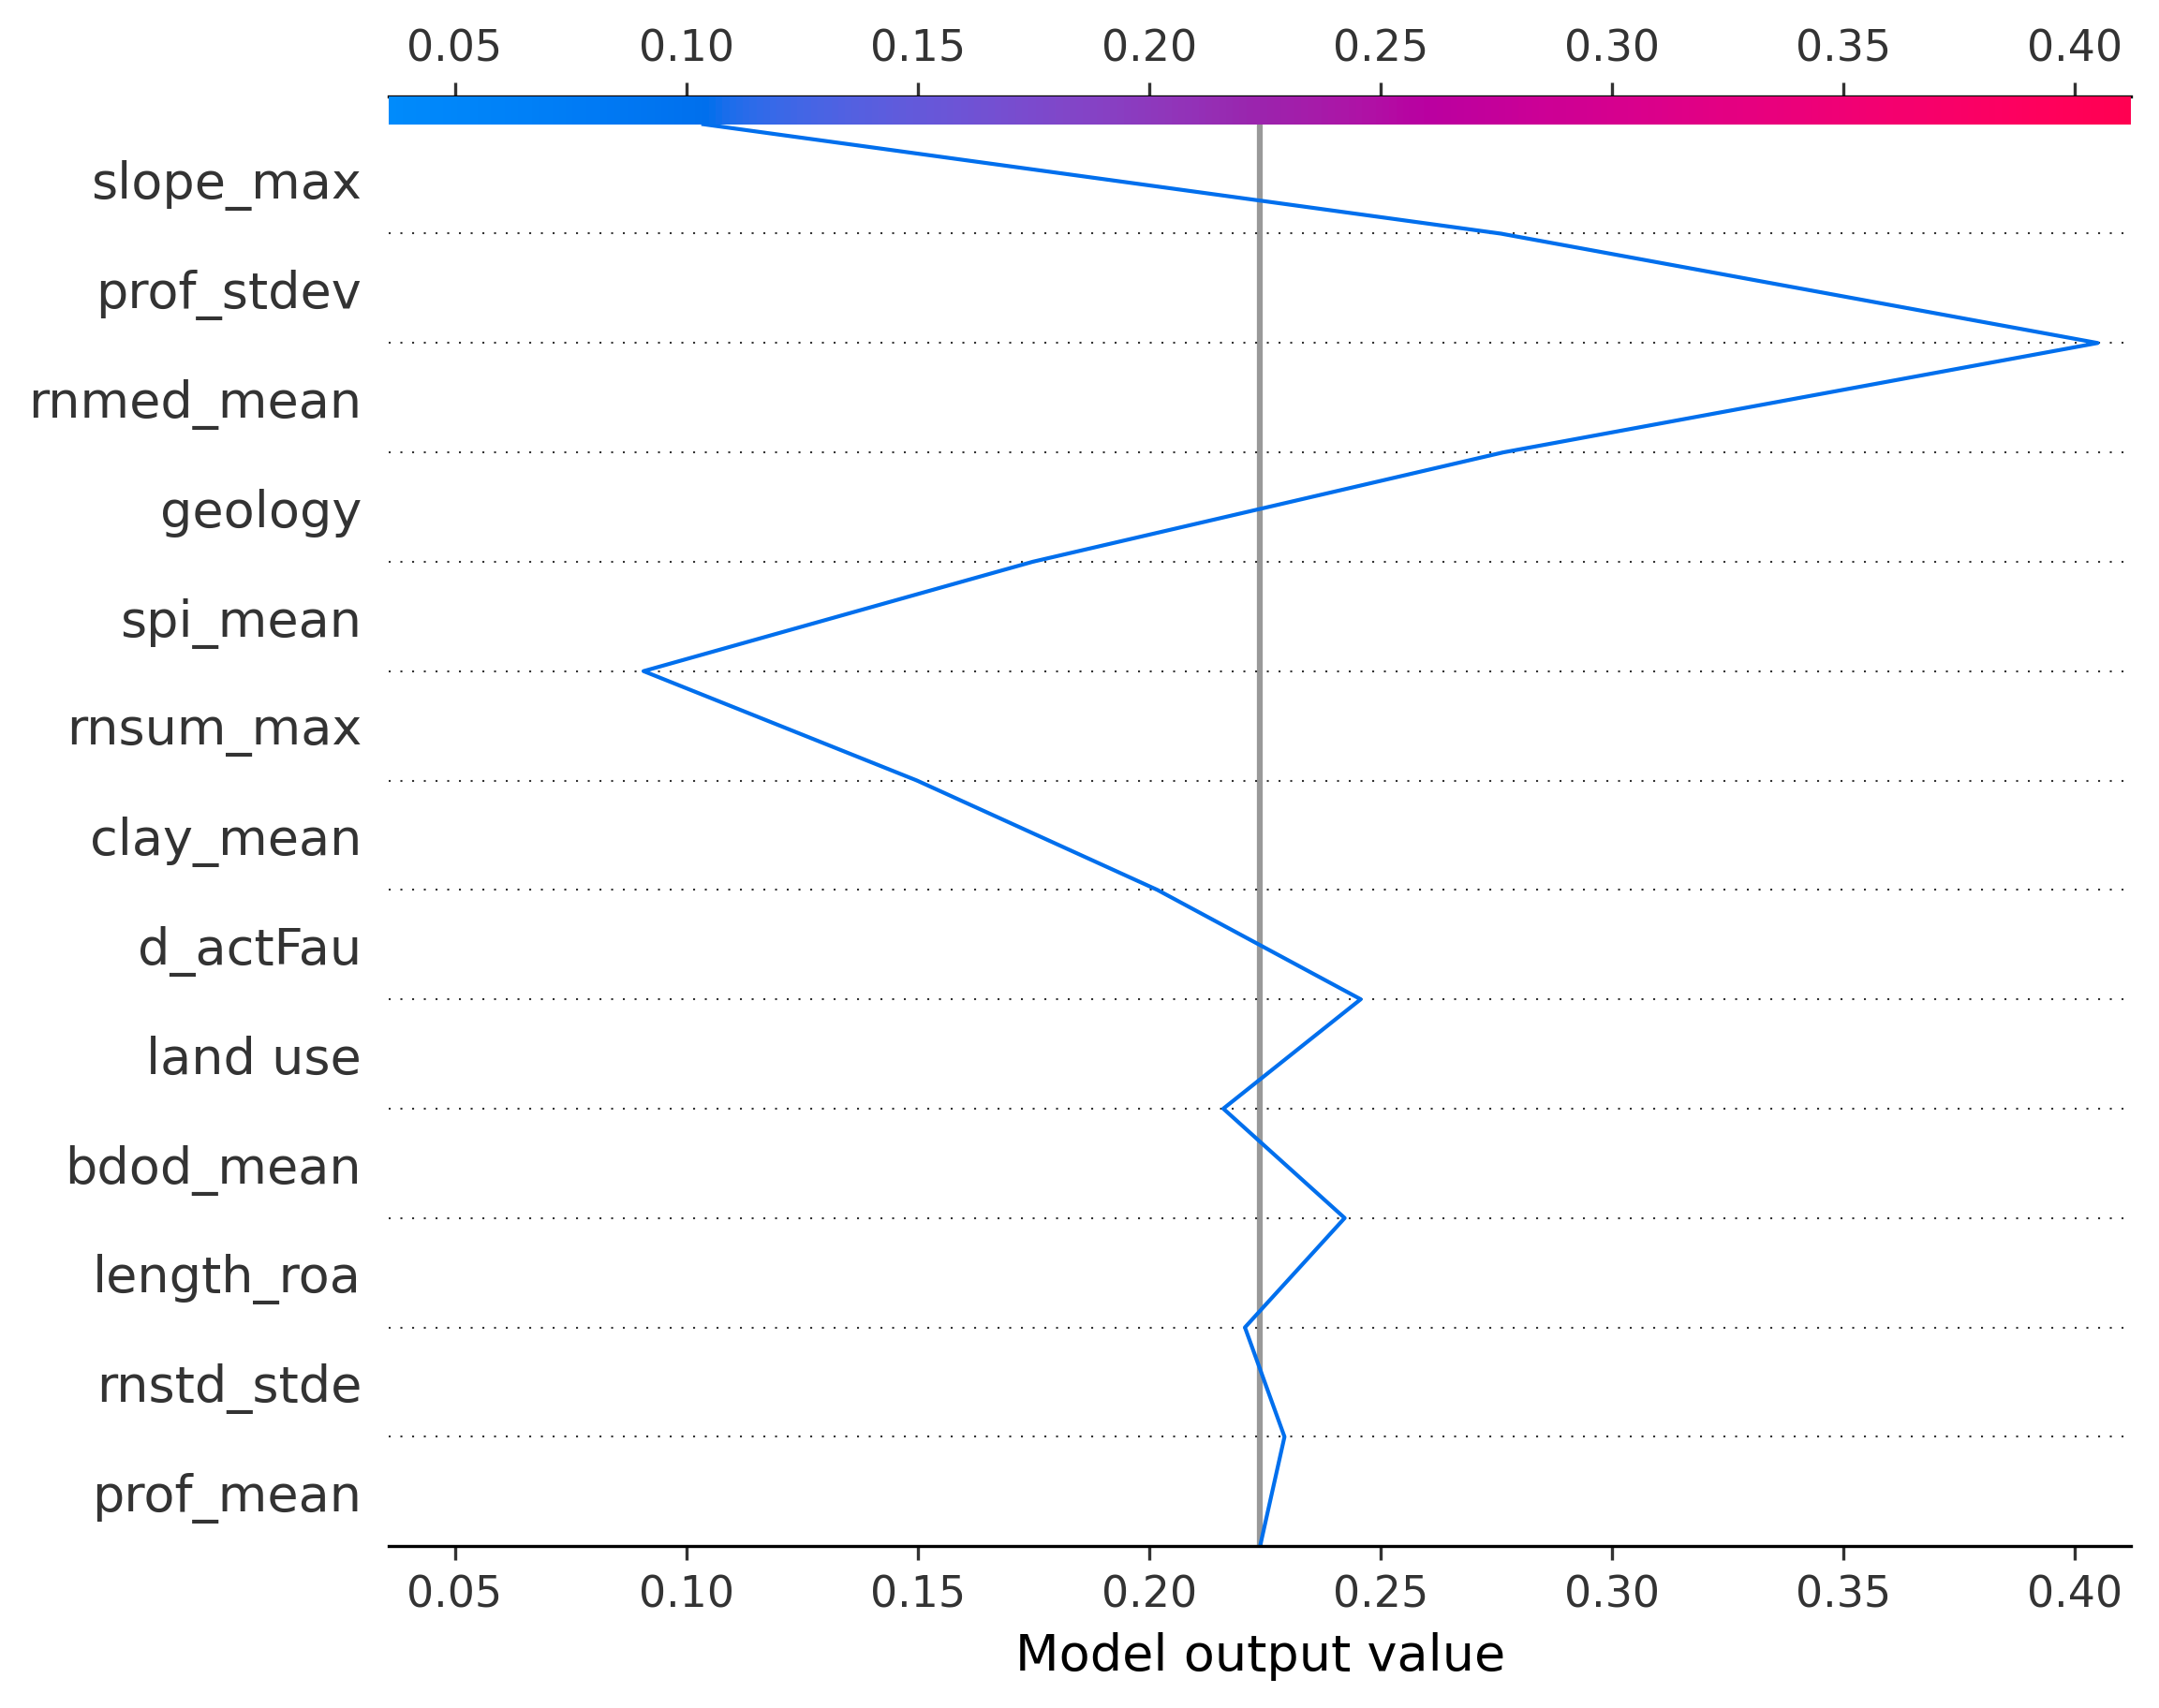 0.05 0.10 0.15 0.20 0.25 0.30 0.35 0.40
slope_max
prof_stdev
rnmed_mean
geology
spi_mean
rnsum_max
clay_mean
d_actFau
land use
bdod_mean
length_roa
rnstd_stde
prof_mean
0.05 0.10 0.15 0.20 0.25 0.30 0.35 0.40
Model output value